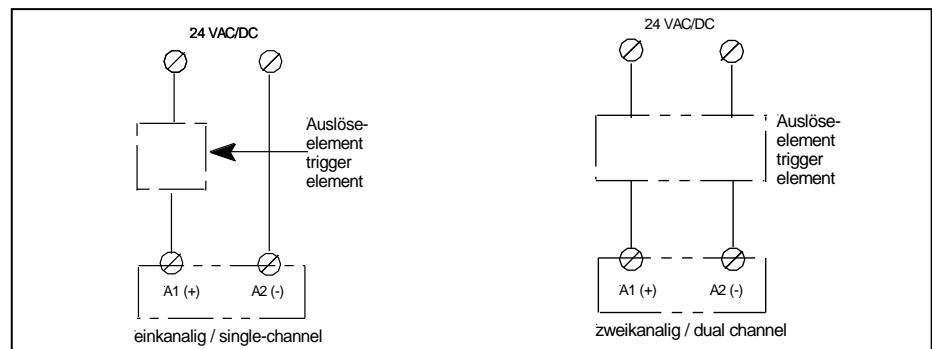 24 VAC/DC
Auslöse-
element
trigger
element
A1 (+) A2 (-)
einkanalig / single-channel
24 VAC/DC
Auslöse-
element
trigger
element
A1 (+) A2 (-)
zweikanalig / dual channel